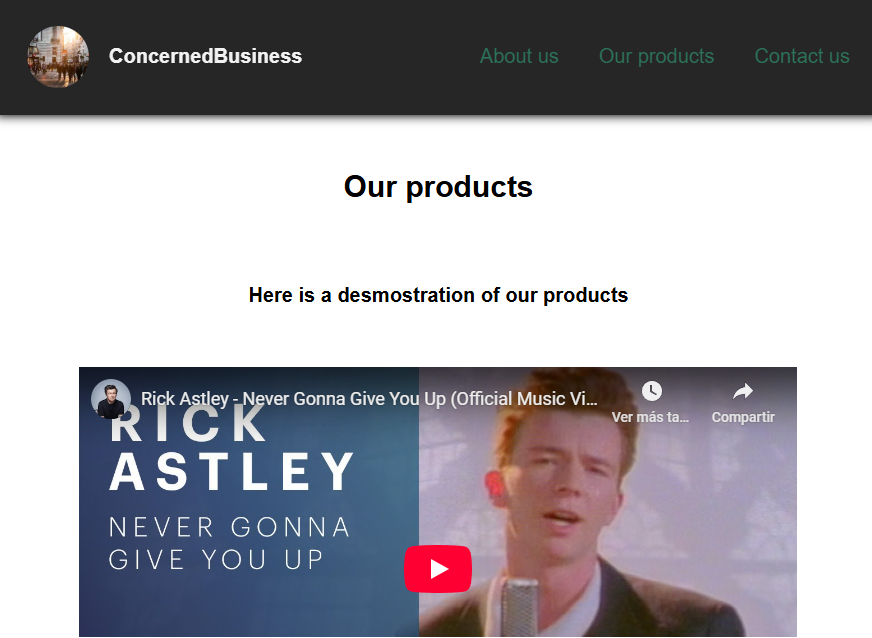 ConcernedBusiness
About us
Our products
Contact us
Our products
Here is a desmostration of our products
Rick Astley - Never Gonna Give You Up (Official Music Vi...
Ver más ta...
Compartir
RICK
ASTLEY
NEVER GONNA
GIVE YOU UP